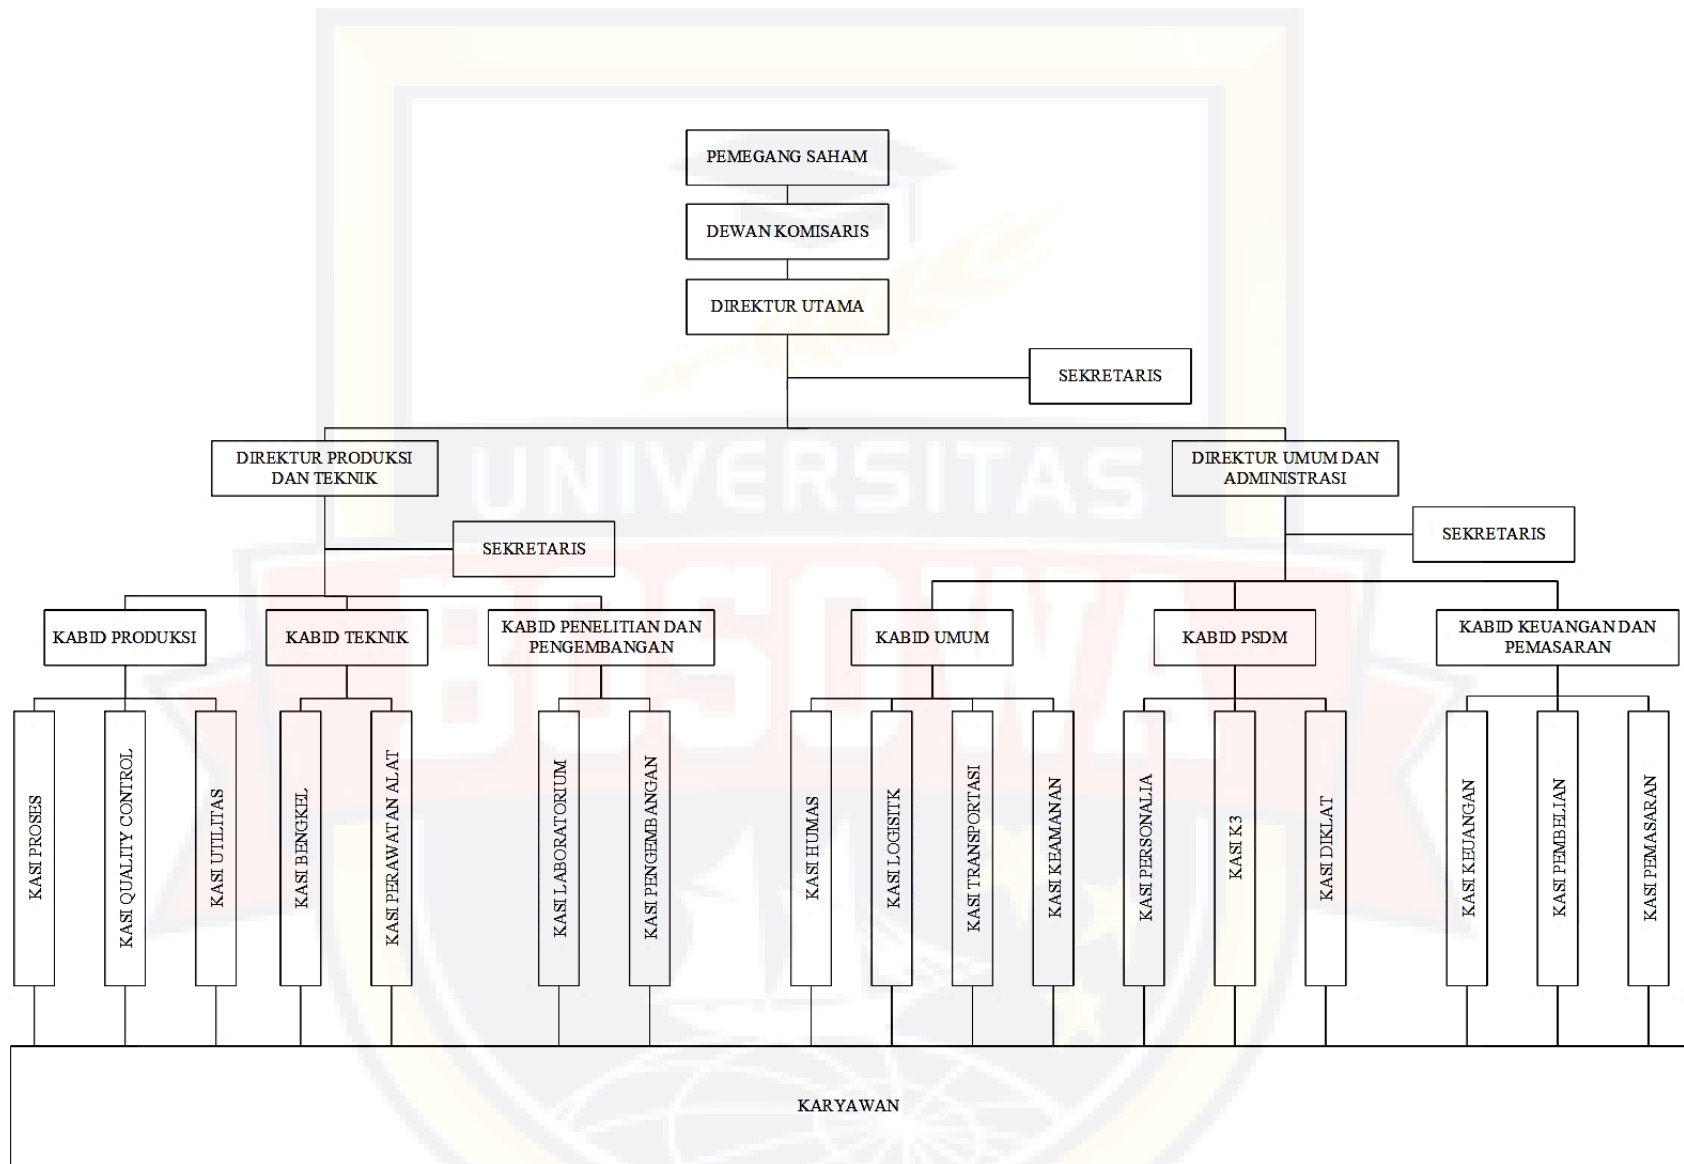 PEMEGANG SAHAM
DEWAN KOMISARIS
DIREKTUR UTAMA
SEKRETARIS
DIREKTUR PRODUKSI
DAN TEKNIK
DIREKTUR UMUM DAN
ADMINISTRASI
UNIVERSITAS
SEKRETARIS
SEKRETARIS
BOSOWA
KABID PRODUKSI
KABID TEKNIK
KABID PENELITIAN DAN
PENGEMBANGAN
KABID UMUM
KABID PSDM
KABID KEUANGAN DAN
PEMASARAN
KASI PROSES
KASI QUALITY CONTROL
KASI UTILITAS
KASI BENGKEL
KASI PERAWATAN ALAT
KASI LABORATORIUM
KASI PENGEMBANGAN
KASI HUMAS
KASI LOGISITK
KASI TRANSPORTASI
KASI KEAMANAN
KASI PERSONALIA
KASI K3
KASI DIKLAT
KASI KEUANGAN
KASI PEMBELIAN
KASI PEMASARAN
KARYAWAN